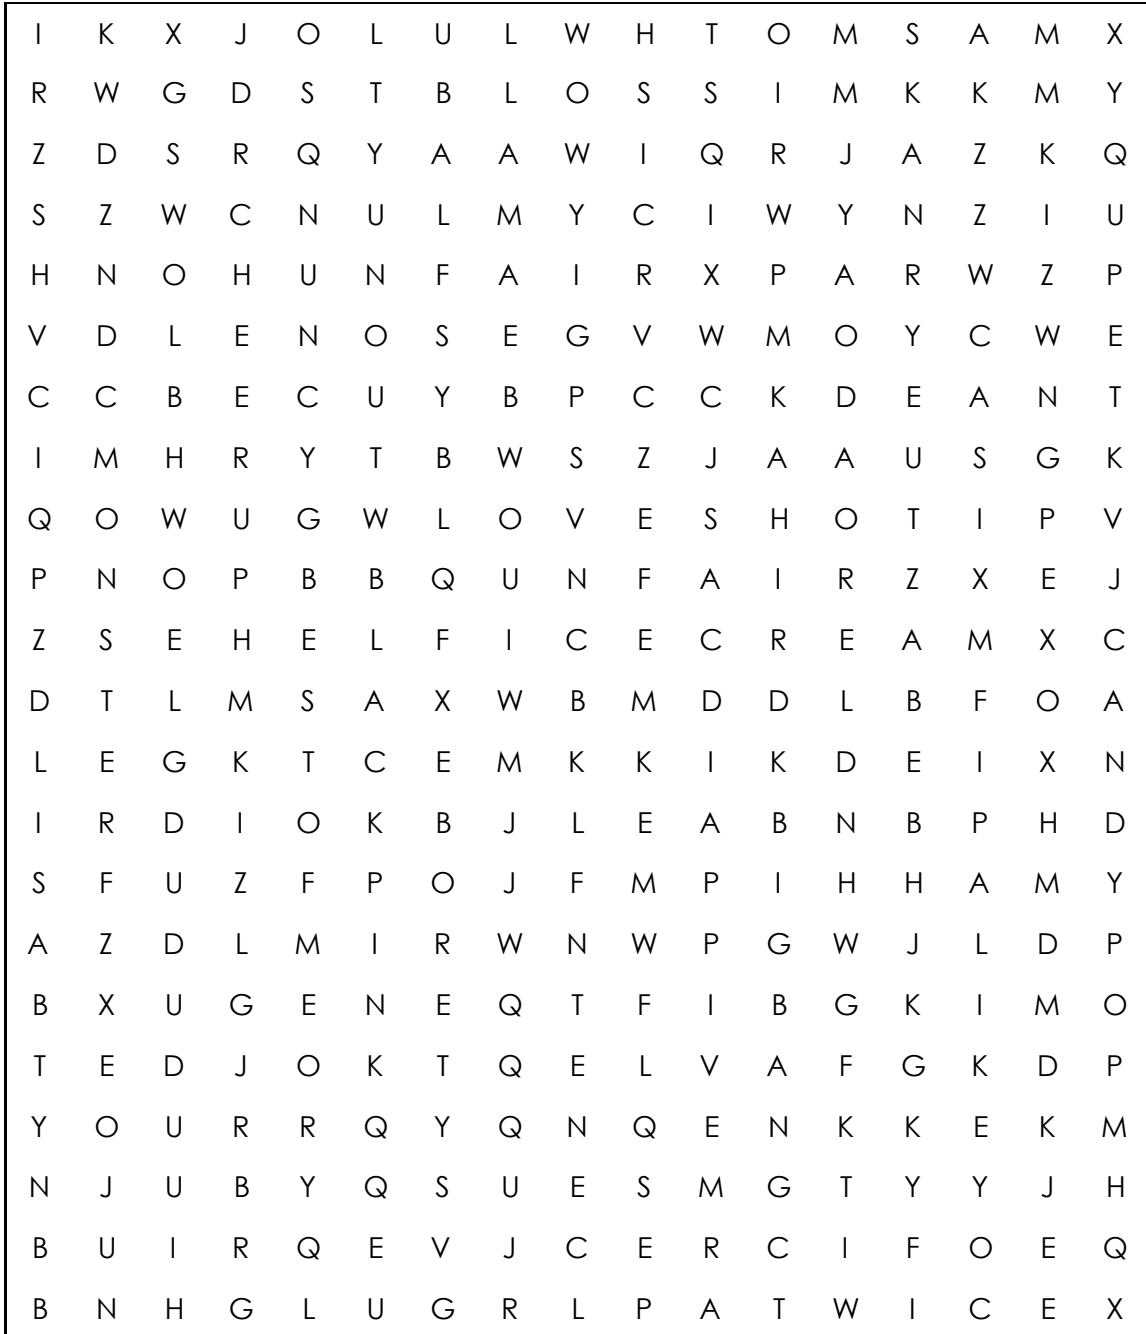 I K X J O L U L W H T O M S A M X
R W G D S T B L O S S I M K K M Y
Z D S R Q Y A A W I Q R J A Z K Q
S Z W C N U L M Y C I W Y N Z I U
H N O H U N F A I R X P A R W Z P
V D L E N O S E G V W M O Y C W E
C C B E C U Y B P C C K D E A N T
I M H R Y T B W S Z J A A U S G K
Q O W U G W L O V E S H O T I P V
P N O P B B Q U N F A I R Z X E J
Z S E H E L F I C E C R E A M X C
D T L M S A X W B M D D L B F O A
L E G K T C E M K K I K D E I X N
I R D I O K B J L E A B N B P H D
S F U Z F P O J F M P I H H A M Y
A Z D L M I R W N W P G W J L D P
B X U G E N E Q T F I B G K I M O
T E D J O K T Q E L V A F G K D P
Y O U R R Q Y Q N Q E N K K E K M
N J U B Y Q S U E S M G T Y Y J H
B U I R Q E V J C E R C I F O E Q
B N H G L U G R L P A T W I C E X